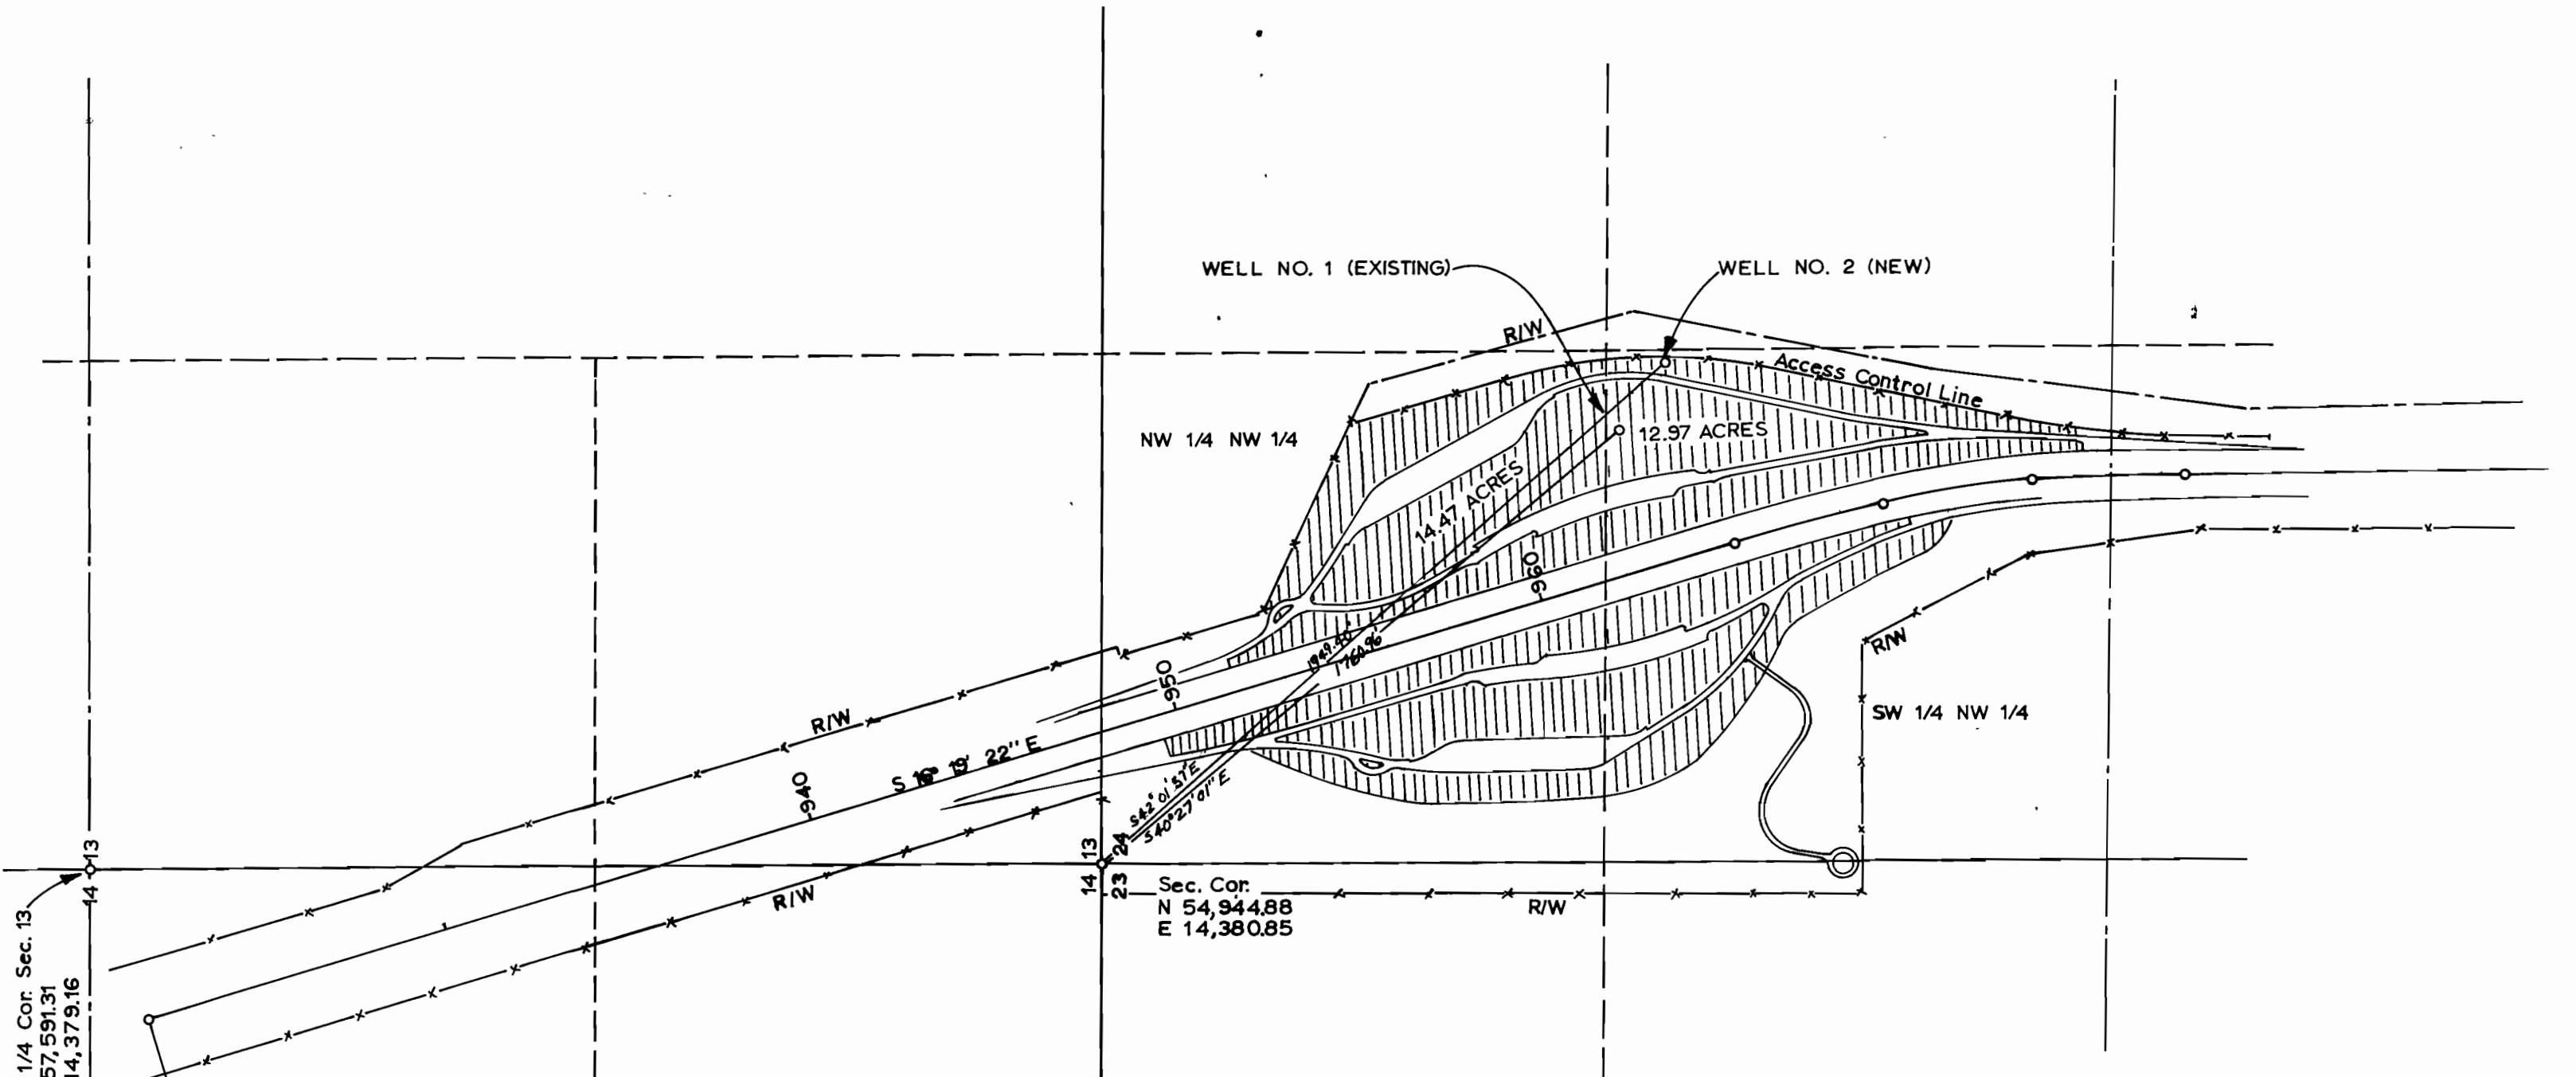 WELL NO. 1 (EXISTING)
WELL NO. 2 (NEW)
R/W
Access Control Line
NW 1/4 NW 1/4
12.97 ACRES
14.47 ACRES
960
1949.40'
1760.96'
R/W
950
R/W
SW 1/4 NW 1/4
S 16° 19' 22" E
940
S42° 01' 57" E
S40° 27' 01" E
13
14
13
24
14
23
Sec. Cor.
N 54,944.88
E 14,380.85
R/W
R/W
1/4 Cor. Sec. 13
57,591.31
14,379.16